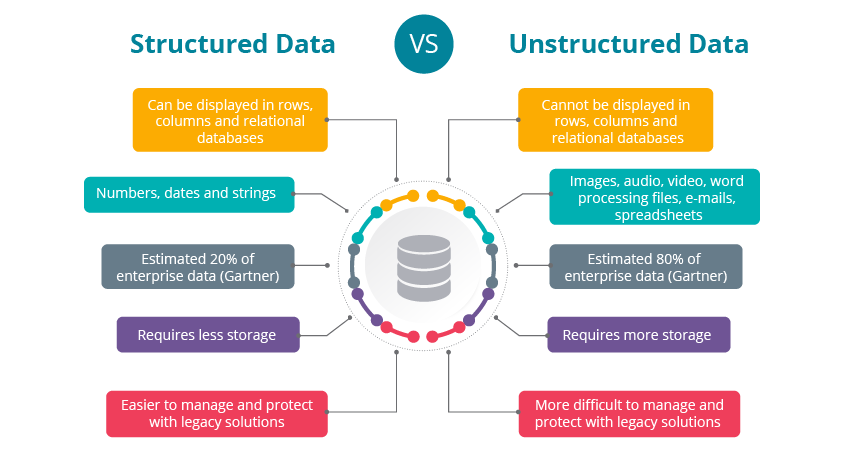 Structured Data
VS
Unstructured Data
Can be displayed in rows,
columns and relational
databases
Cannot be displayed in
rows, columns and
relational databases
Numbers, dates and strings
Images, audio, video, word
processing files, e-mails,
spreadsheets
Estimated 20% of
enterprise data (Gartner)
Estimated 80% of
enterprise data (Gartner)
Requires less storage
Requires more storage
Easier to manage and protect
with legacy solutions
More difficult to manage and
protect with legacy solutions